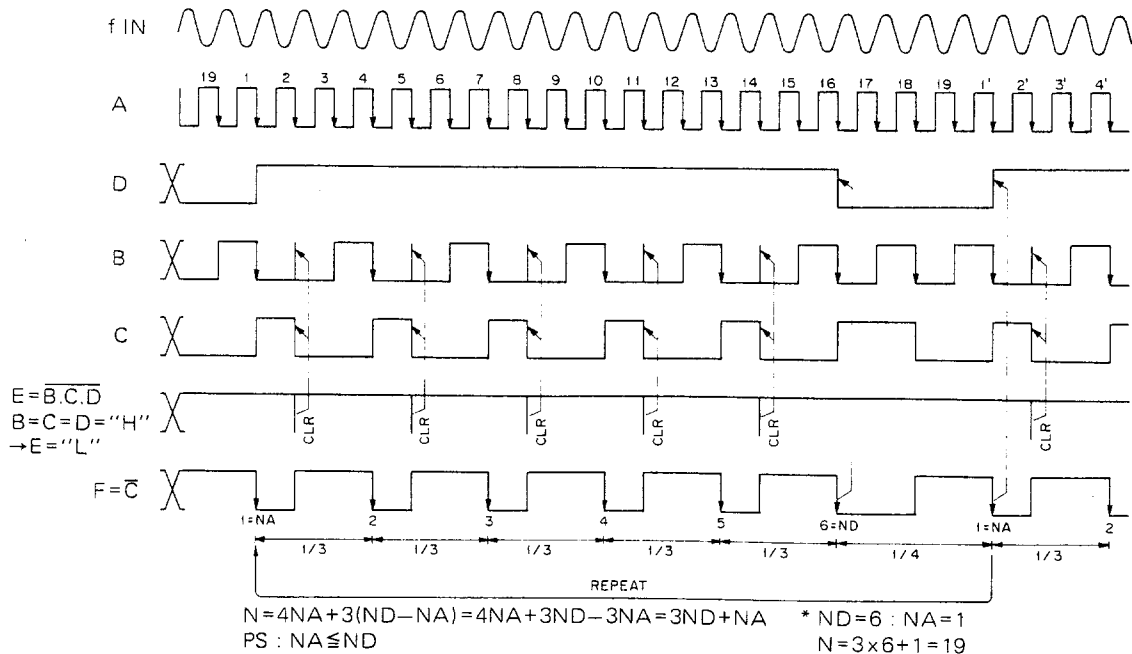 f IN
19 1 2 3 4 5 6 7 8 9 10 11 12 13 14 15 16 17 18 19 1' 2' 3' 4'
A
D
B
C
E=B.C.D
B=C=D="H"
→E="L"
CLR CLR CLR CLR CLR CLR
F=C
1=NA 2 3 4 5 6=ND 1=NA 2
1/3 1/3 1/3 1/3 1/3 1/4 1/3
REPEAT
N=4NA+3(ND−NA)=4NA+3ND−3NA=3ND+NA
* ND=6 : NA=1
PS : NA≦ND
N=3x6+1=19